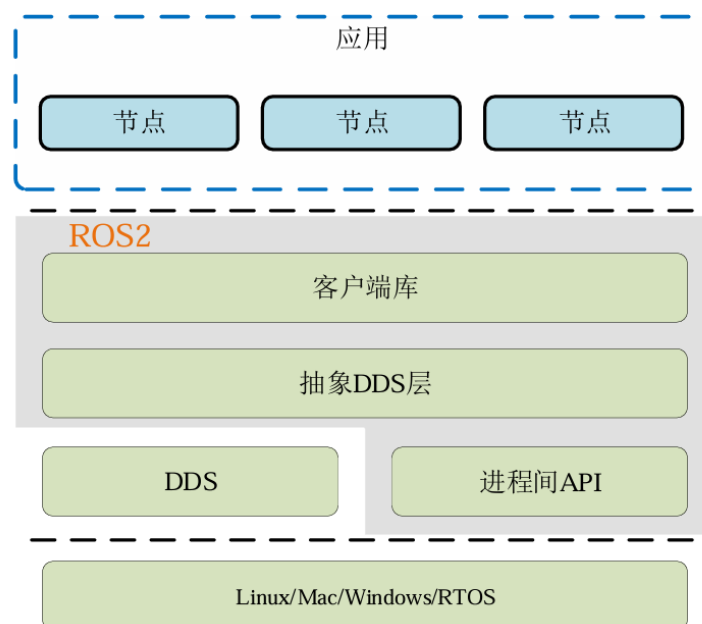 应用
节点 节点 节点
ROS2
客户端库
抽象DDS层
DDS 进程间API
Linux/Mac/Windows/RTOS